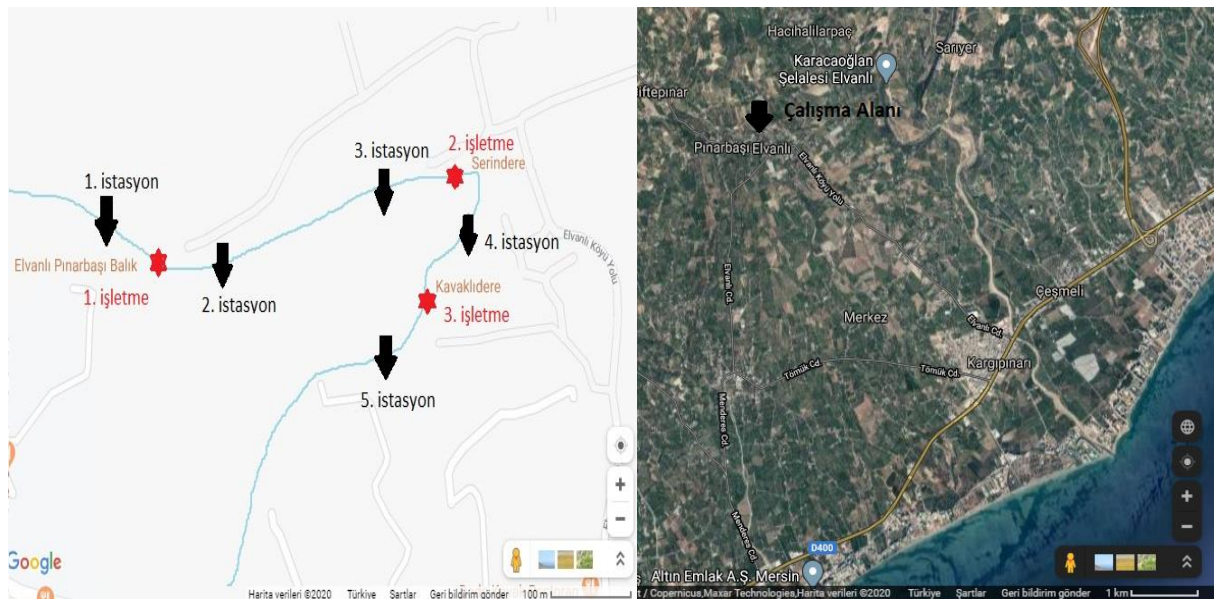 1. istasyon
Elvanlı Pınarbaşı Balık
1. işletme
2. istasyon
3. istasyon
2. işletme
Serindere
4. istasyon
Elvanlı Köyü Yolu
Kavaklıdere
3. işletme
5. istasyon
Google
Harita verileri ©2020 Türkiye Şartlar Geri bildirim gönder 100 m
Hacıhalilarpaç
Sarıyer
Karacaoğlan
Şelalesi Elvanlı
Çiftepınar
Çalışma Alanı
Pınarbaşı Elvanlı
Elvanlı Köyü Yolu
Elvanlı Cd.
Çeşmeli
Merkez
Elvanlı Cd.
Kargıpınarı
Tömük Cd.
Tömük Cd.
Menderes Cd.
Menderes Cd.
D400
Altın Emlak A.Ş. Mersin
/ Copernicus,Maxar Technologies,Harita verileri ©2020 Türkiye Şartlar Geri bildirim gönder 1 km